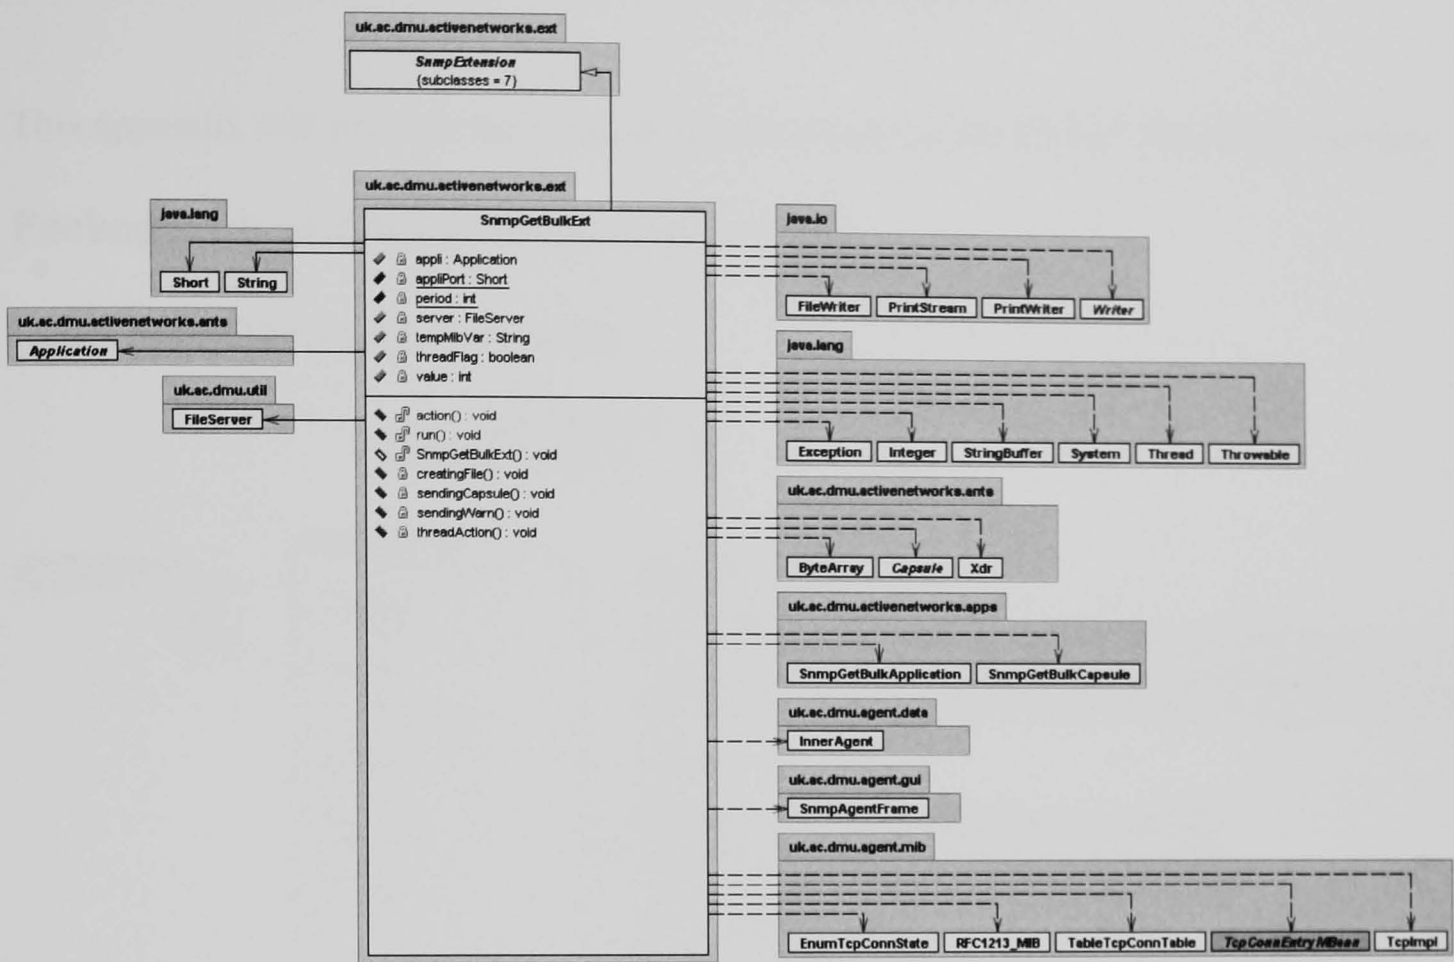 uk.ac.dmu.activenetworks.ext
SnmpExtension
{subclasses = 7}
uk.ac.dmu.activenetworks.ext
SnmpGetBulkExt
appli : Application
appliPort : Short
period : int
server : FileServer
tempMibVar : String
threadFlag : boolean
value : int
action() : void
run() : void
SnmpGetBulkExt() : void
creatingFile() : void
sendingCapsule() : void
sendingWarn() : void
threadAction() : void
java.lang
Short String
uk.ac.dmu.activenetworks.ants
Application
uk.ac.dmu.util
FileServer
java.io
FileWriter PrintStream PrintWriter Writer
java.lang
Exception Integer StringBuffer System Thread Throwable
uk.ac.dmu.activenetworks.ants
ByteArray Capsule Xdr
uk.ac.dmu.activenetworks.apps
SnmpGetBulkApplication SnmpGetBulkCapsule
uk.ac.dmu.agent.data
InnerAgent
uk.ac.dmu.agent.gui
SnmpAgentFrame
uk.ac.dmu.agent.mib
EnumTcpConnState RFC1213_MIB TableTcpConnTable TcpConnEntryMBean TcpImpl